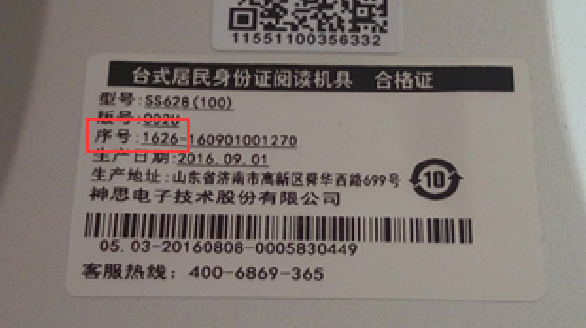 11551100356332
台式居民身份证阅读机具 合格证
型号:SS628(100)
版号:
序号:1626-160901001270
生产日期:2016.09.01
生产地址:山东省济南市高新区舜华西路699号
10
神思电子技术股份有限公司
05.03-20160808-0005830449
客服热线: 400-6869-365